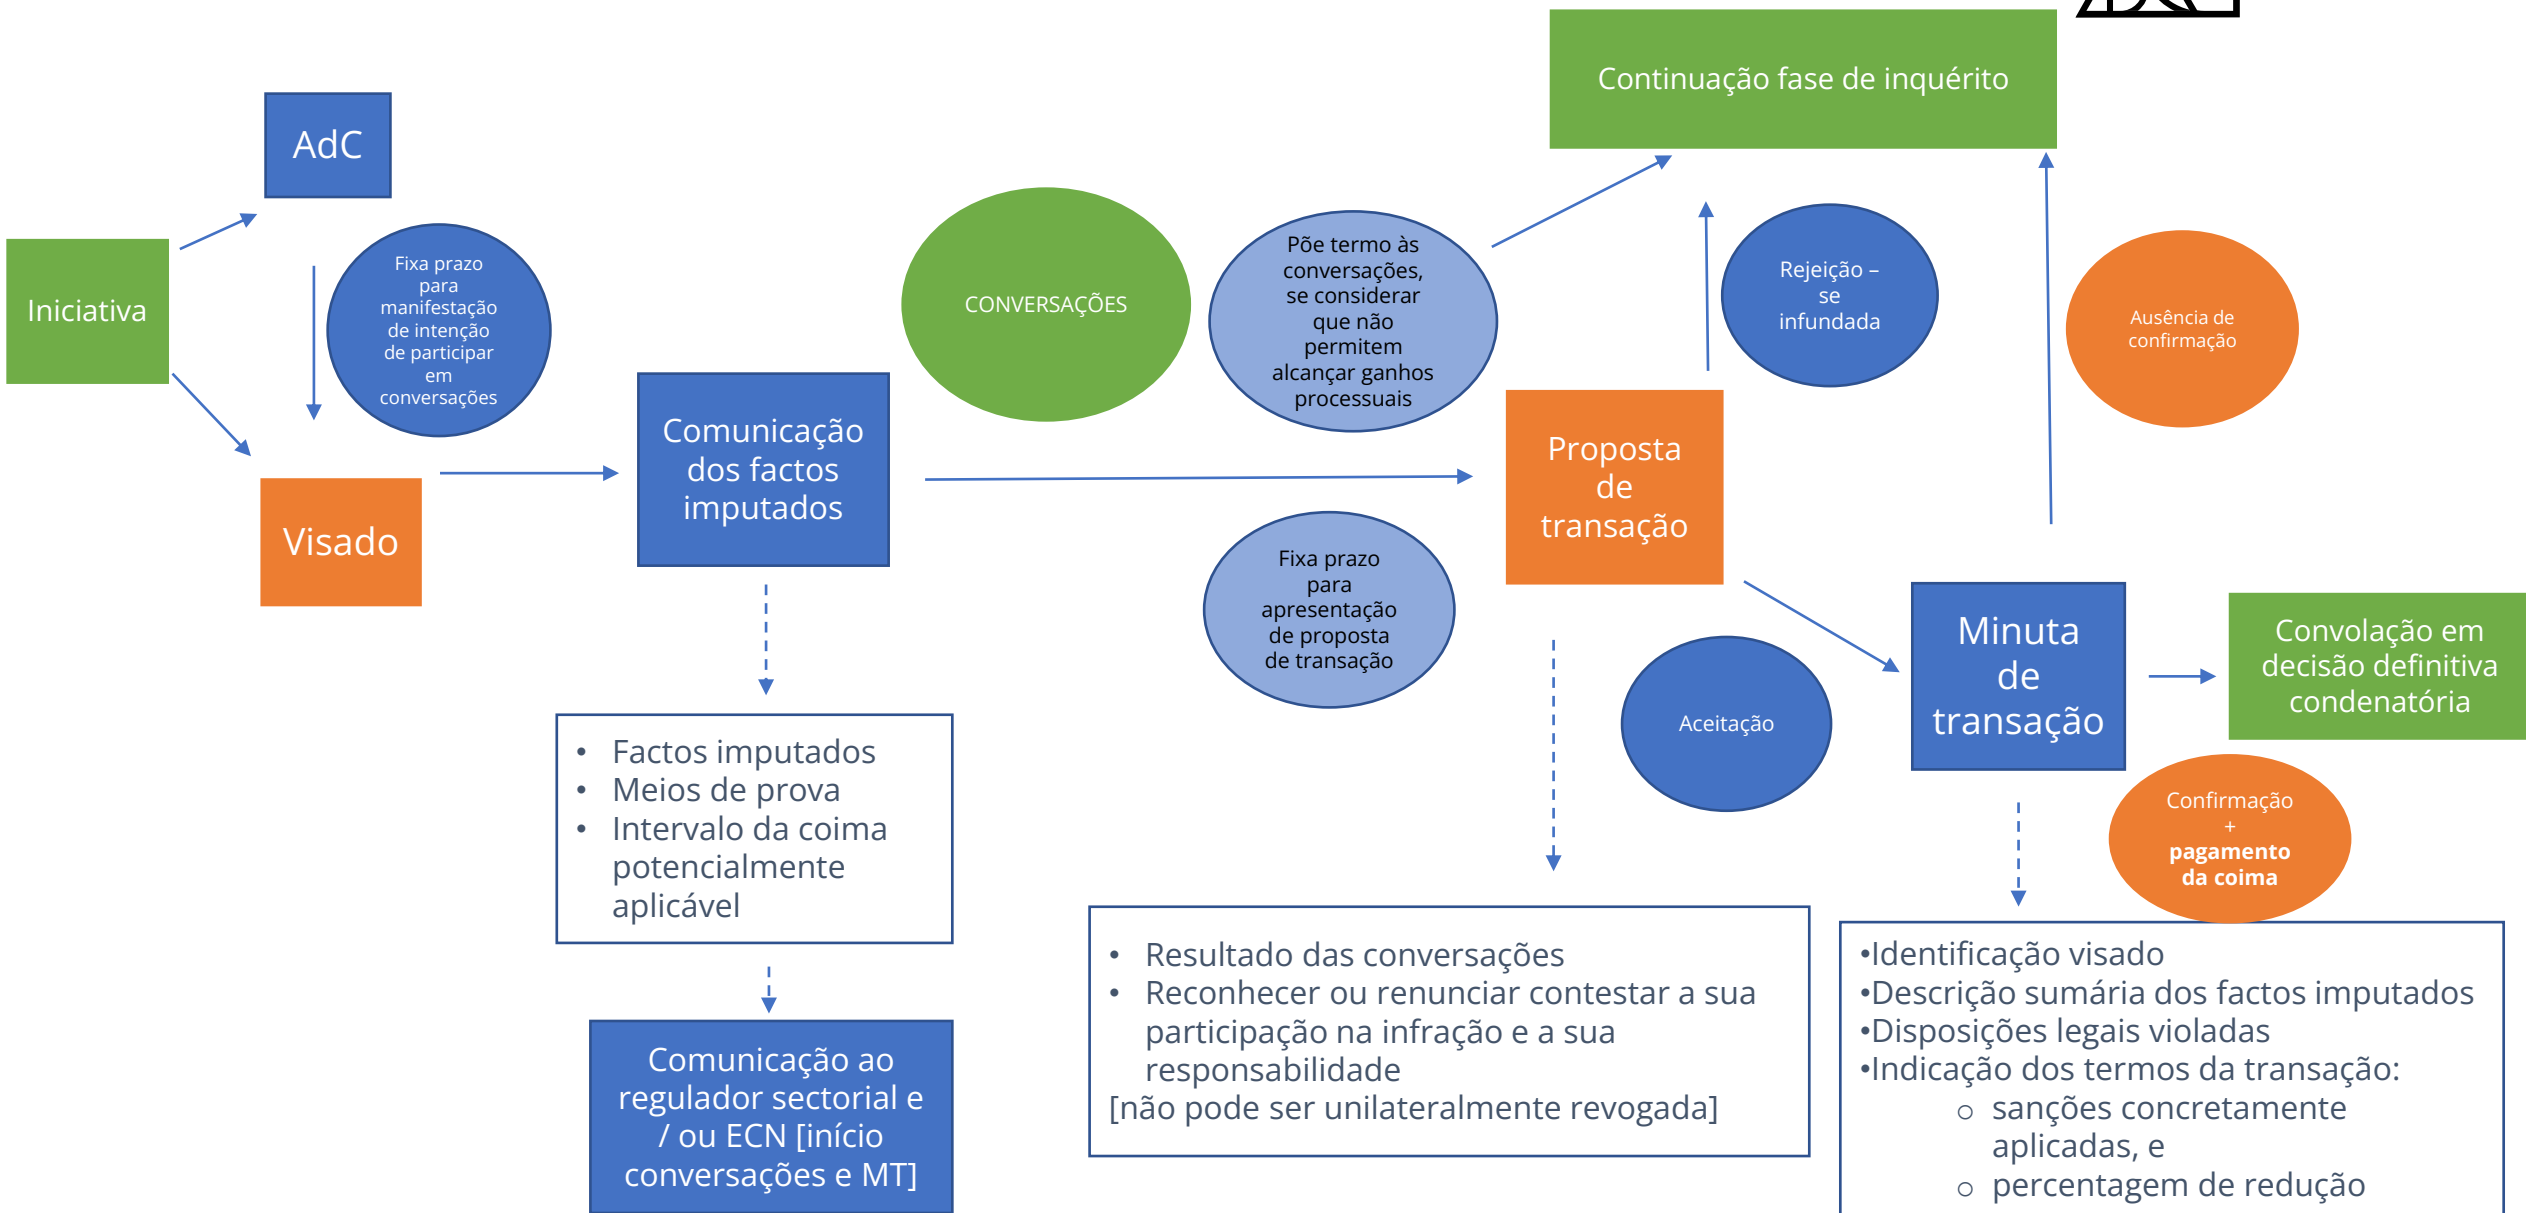 Continuação fase de inquérito
AdC
Iniciativa
Fixa prazo
para
manifestação
de intenção
de participar
em
conversações
Visado
Comunicação
dos factos
imputados
CONVERSAÇÕES
Põe termo às
conversações,
se considerar
que não
permitem
alcançar ganhos
processuais
Rejeição –
se
infundada
Ausência de
confirmação
Proposta
de
transação
Fixa prazo
para
apresentação
de proposta
de transação
Aceitação
Minuta
de
transação
Convolação em
decisão definitiva
condenatória
Confirmação
+
pagamento
da coima
• Factos imputados
• Meios de prova
• Intervalo da coima
potencialmente
aplicável
Comunicação ao
regulador sectorial e
/ ou ECN [início
conversações e MT]
• Resultado das conversações
• Reconhecer ou renunciar contestar a sua
participação na infração e a sua
responsabilidade
[não pode ser unilateralmente revogada]
•Identificação visado
•Descrição sumária dos factos imputados
•Disposições legais violadas
•Indicação dos termos da transação:
○ sanções concretamente
aplicadas, e
○ percentagem de redução